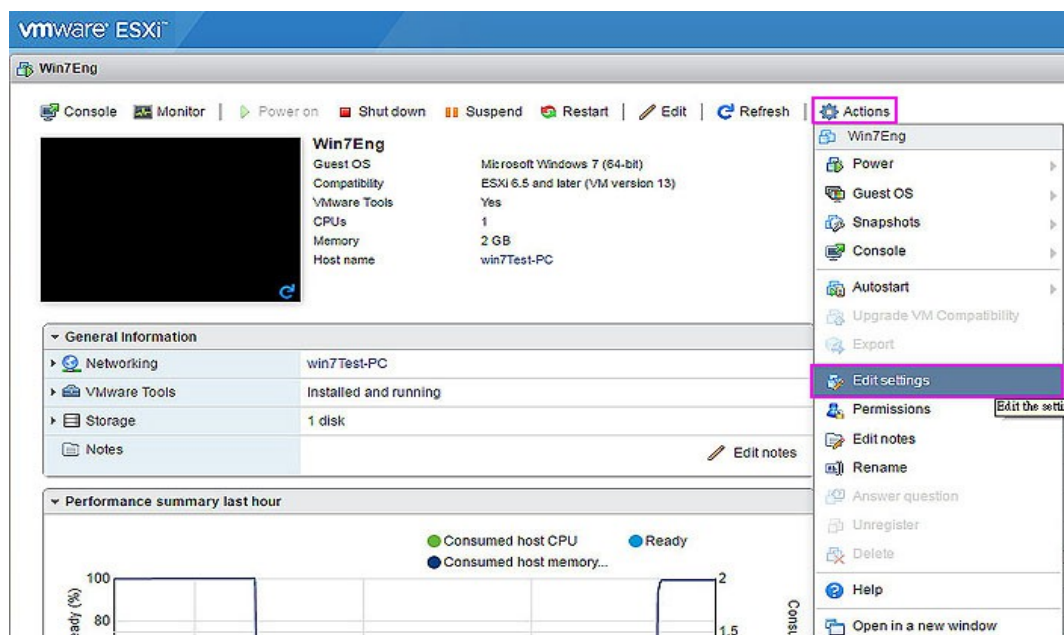 vmware ESXi™
Win7Eng
Console Monitor | Power on Shut down Suspend Restart | Edit | Refresh | Actions
Win7Eng
Guest OS Microsoft Windows 7 (64-bit)
Compatibility ESXi 6.5 and later (VM version 13)
VMware Tools Yes
CPUs 1
Memory 2 GB
Host name win7Test-PC
General Information
Networking win7Test-PC
VMware Tools Installed and running
Storage 1 disk
Notes Edit notes
Performance summary last hour
Consumed host CPU Ready
Consumed host memory...
100 2
80 1.5
eady (%)
Consu
Win7Eng
Power
Guest OS
Snapshots
Console
Autostart
Upgrade VM Compatibility
Export
Edit settings
Edit the setti
Permissions
Edit notes
Rename
Answer question
Unregister
Delete
Help
Open in a new window